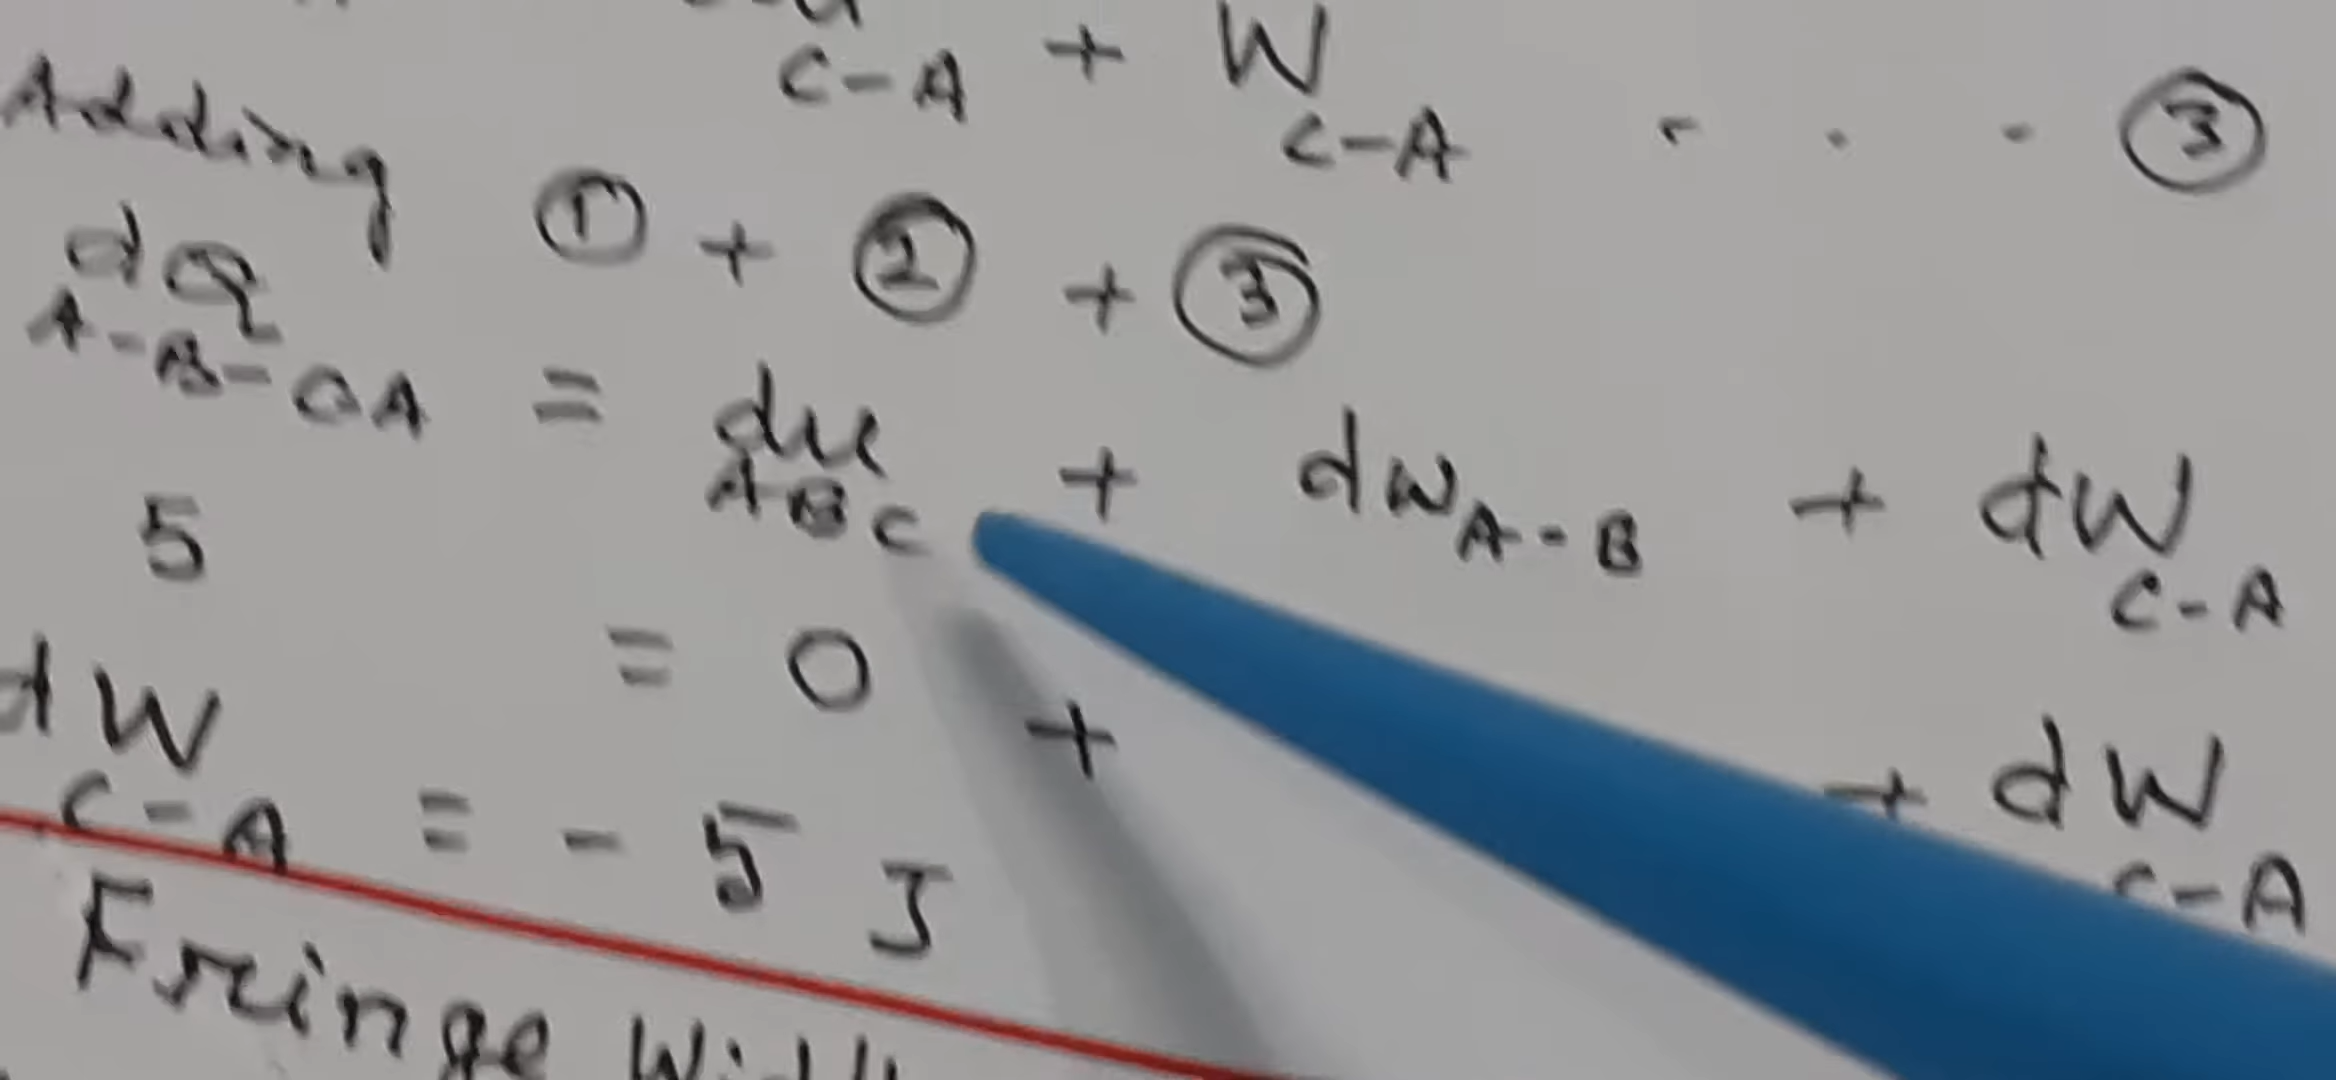 C-A + W C-A - . - ③
Adding ① + ② + ③
dQ A-B-CA = du ABC + dW A-B + dW C-A
5 = 0 + + dW C-A
dW C-A = - 5 J
Fringe